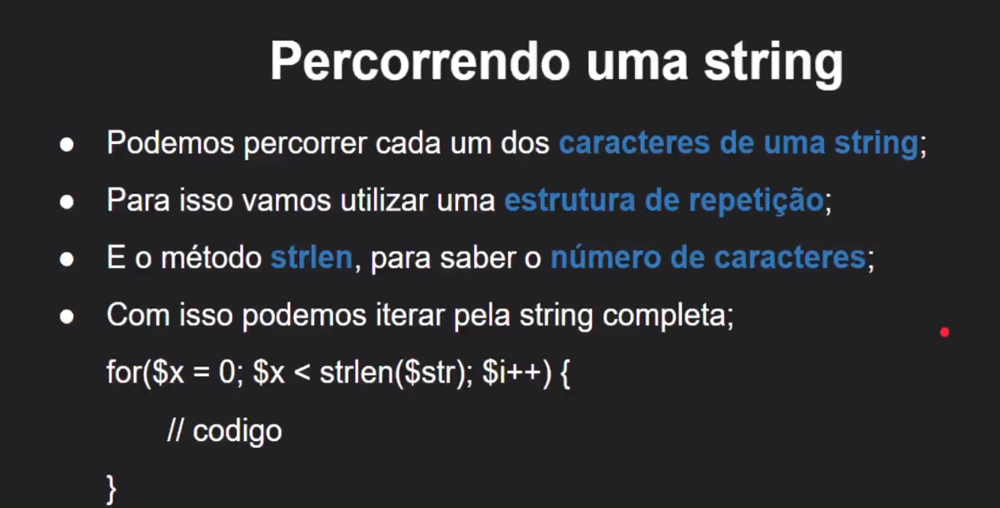 Percorrendo uma string
● Podemos percorrer cada um dos caracteres de uma string;
● Para isso vamos utilizar uma estrutura de repetição;
● E o método strlen, para saber o número de caracteres;
● Com isso podemos iterar pela string completa;
for($x = 0; $x < strlen($str); $i++) {
// codigo
}